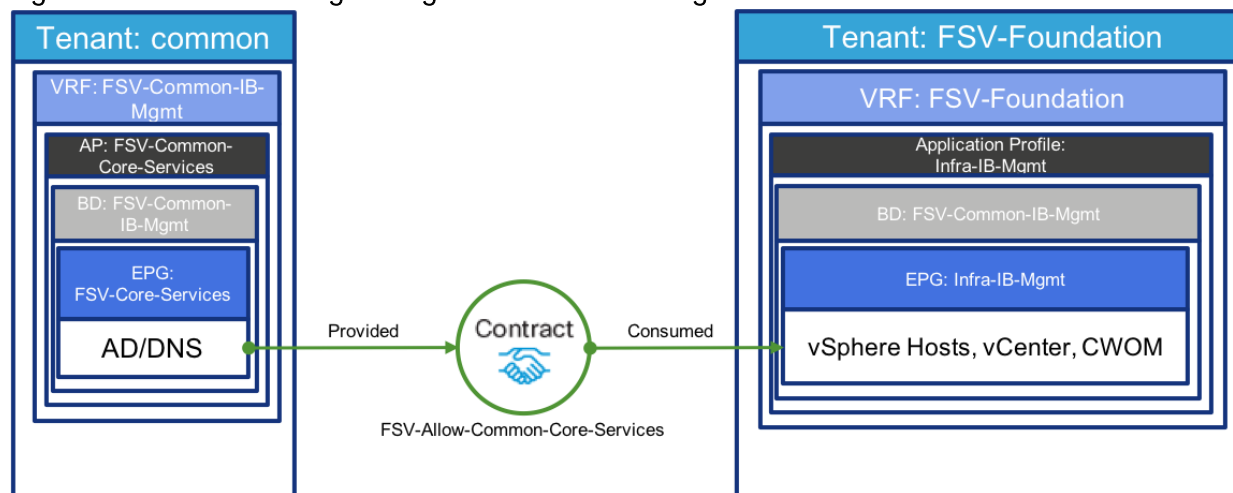 Tenant: common
VRF: FSV-Common-IB-
Mgmt
AP: FSV-Common-
Core-Services
BD: FSV-Common-
IB-Mgmt
EPG:
FSV-Core-Services
AD/DNS
Provided
Contract
Consumed
FSV-Allow-Common-Core-Services
Tenant: FSV-Foundation
VRF: FSV-Foundation
Application Profile:
Infra-IB-Mgmt
BD: FSV-Common-IB-Mgmt
EPG: Infra-IB-Mgmt
vSphere Hosts, vCenter, CWOM